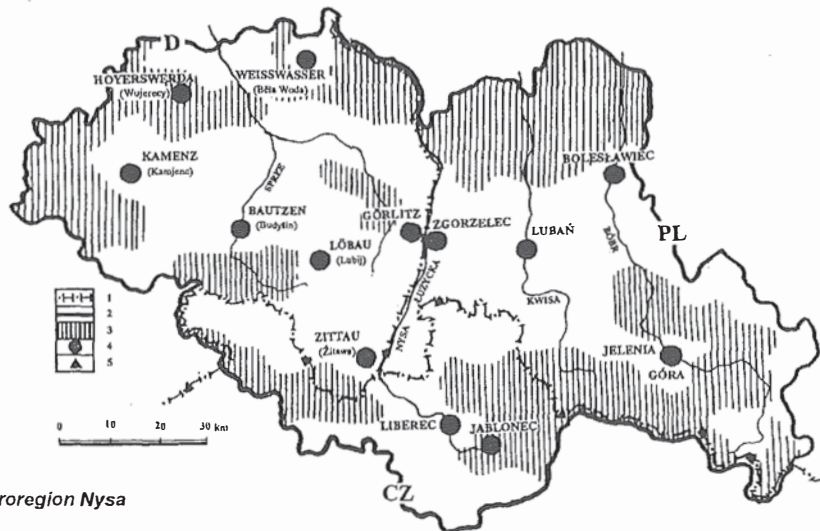 D
HOYERSWERDA
(Wojerecy)
WEISSWASSER
(Běła Woda)
KAMENZ
(Kamjenc)
BOLESŁAWIEC
SPRZE
BAUTZEN
(Budyšin)
GÖRLITZ
ZGORZELEC
LUBAŃ
BÓBR
PL
LÖBAU
(Lubij)
ŁUŻYCKA
KWISA
1
2
3
4
5
ZITTAU
(Žitawa)
NYSA
JELENIA
GÓRA
0 10 20 30 km
LIBEREC
JABLONEC
CZ
roregion Nysa